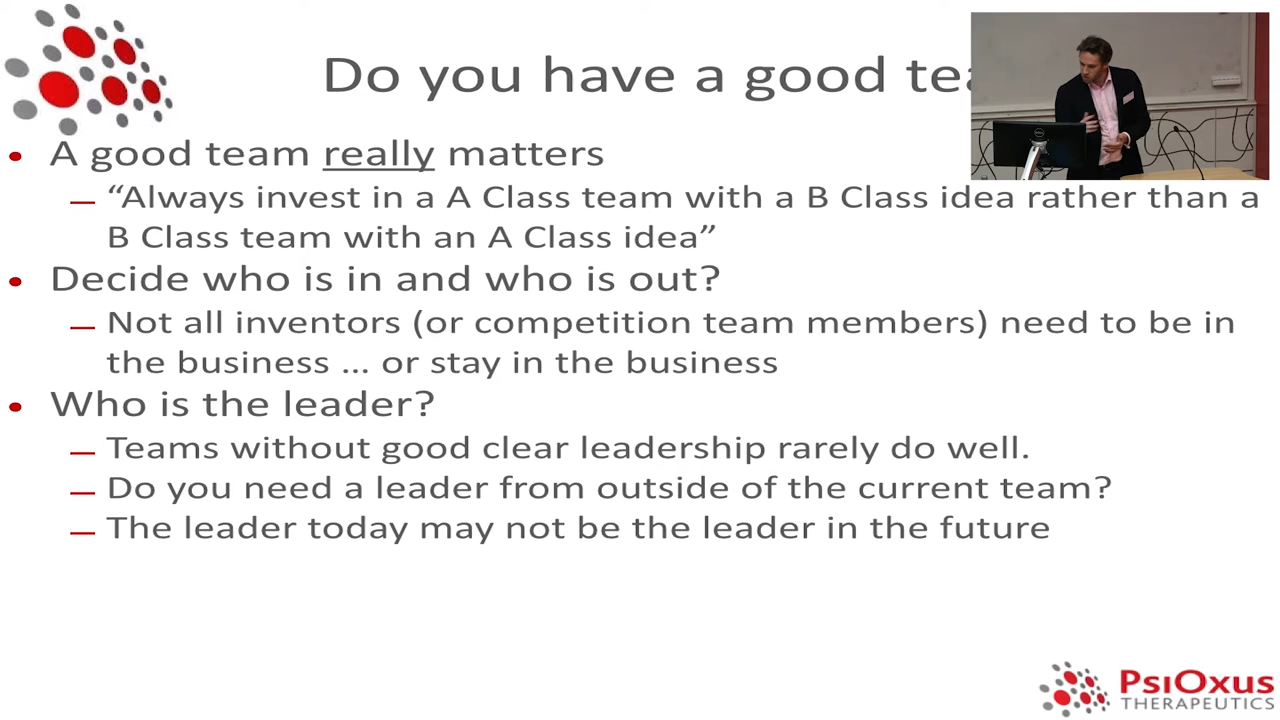 Do you have a good tea
• A good team really matters
— “Always invest in a A Class team with a B Class idea rather than a
B Class team with an A Class idea”
• Decide who is in and who is out?
— Not all inventors (or competition team members) need to be in
the business ... or stay in the business
• Who is the leader?
— Teams without good clear leadership rarely do well.
— Do you need a leader from outside of the current team?
— The leader today may not be the leader in the future
PsiOxus
THERAPEUTICS